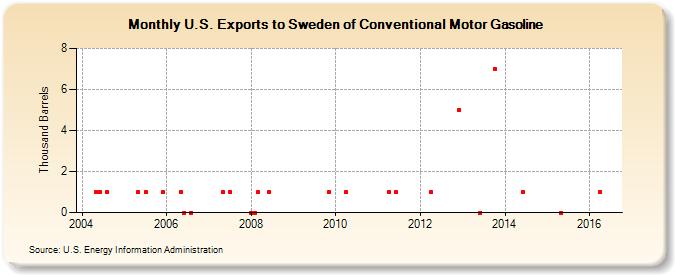 Monthly U.S. Exports to Sweden of Conventional Motor Gasoline
Thousand Barrels
8
6
4
2
0
2004 2006 2008 2010 2012 2014 2016
Source: U.S. Energy Information Administration